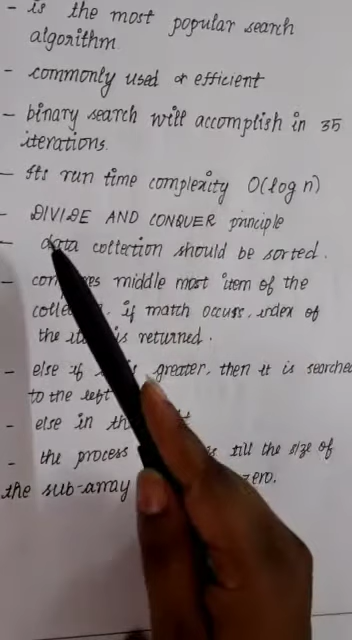 - is the most popular search
algorithm
- commonly used & efficient
- binary search will accomplish in 35
iterations.
- Its run time complexity O(log n)
- DIVIDE AND CONQUER principle
- data collection should be sorted.
- middle most item of the
if match occurs, index of
the is returned.
- else if is greater, then it is searched
to the left
- else in
- the process till the size of
the sub-array zero.